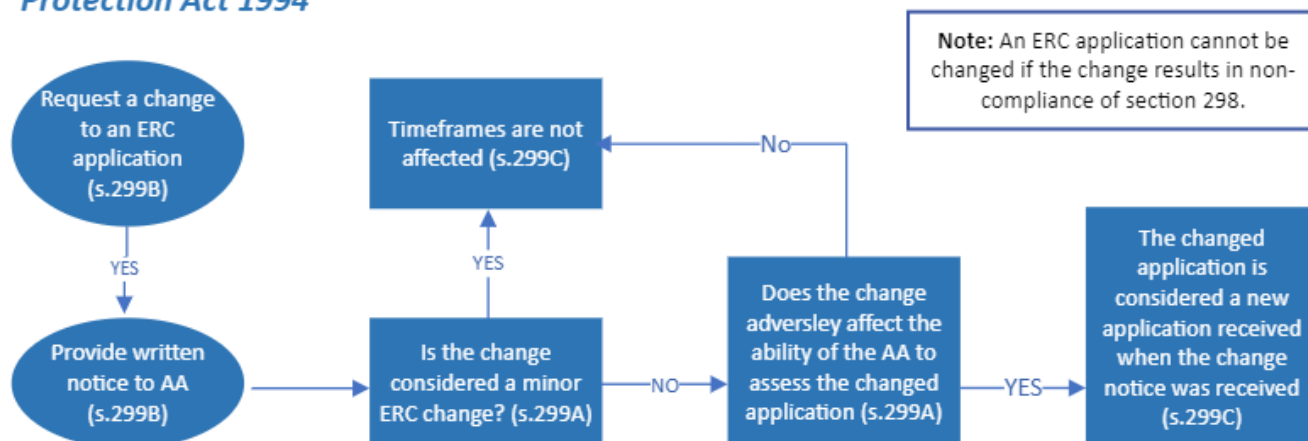 Protection Act 1994
Note: An ERC application cannot be
changed if the change results in non-
compliance of section 298.
Request a change
to an ERC
application
(s.299B)
YES
Provide written
notice to AA
(s.299B)
Timeframes are not
affected (s.299C)
YES
Is the change
considered a minor
ERC change? (s.299A)
NO
No
Does the change
adversley affect the
ability of the AA to
assess the changed
application (s.299A)
YES
The changed
application is
considered a new
application received
when the change
notice was received
(s.299C)